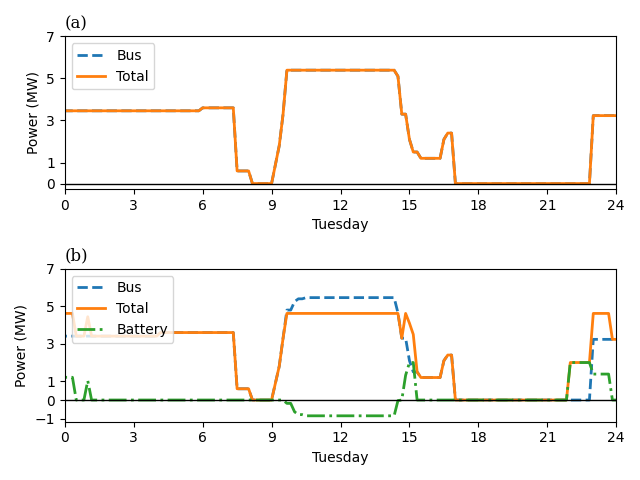 (a)
7
5
3
1
0
Power (MW)
Bus
Total
0 3 6 9 12 15 18 21 24
Tuesday
(b)
7
5
3
1
0
−1
Power (MW)
Bus
Total
Battery
0 3 6 9 12 15 18 21 24
Tuesday